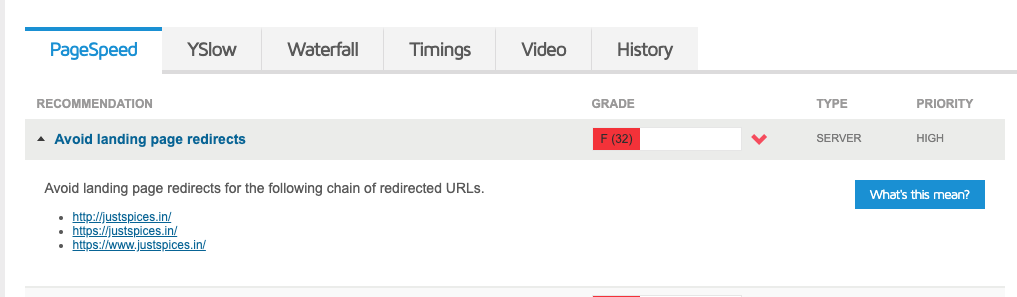 PageSpeed YSlow Waterfall Timings Video History
RECOMMENDATION GRADE TYPE PRIORITY
Avoid landing page redirects F (32) SERVER HIGH
Avoid landing page redirects for the following chain of redirected URLs. What's this mean?
http://justspices.in/
https://justspices.in/
https://www.justspices.in/